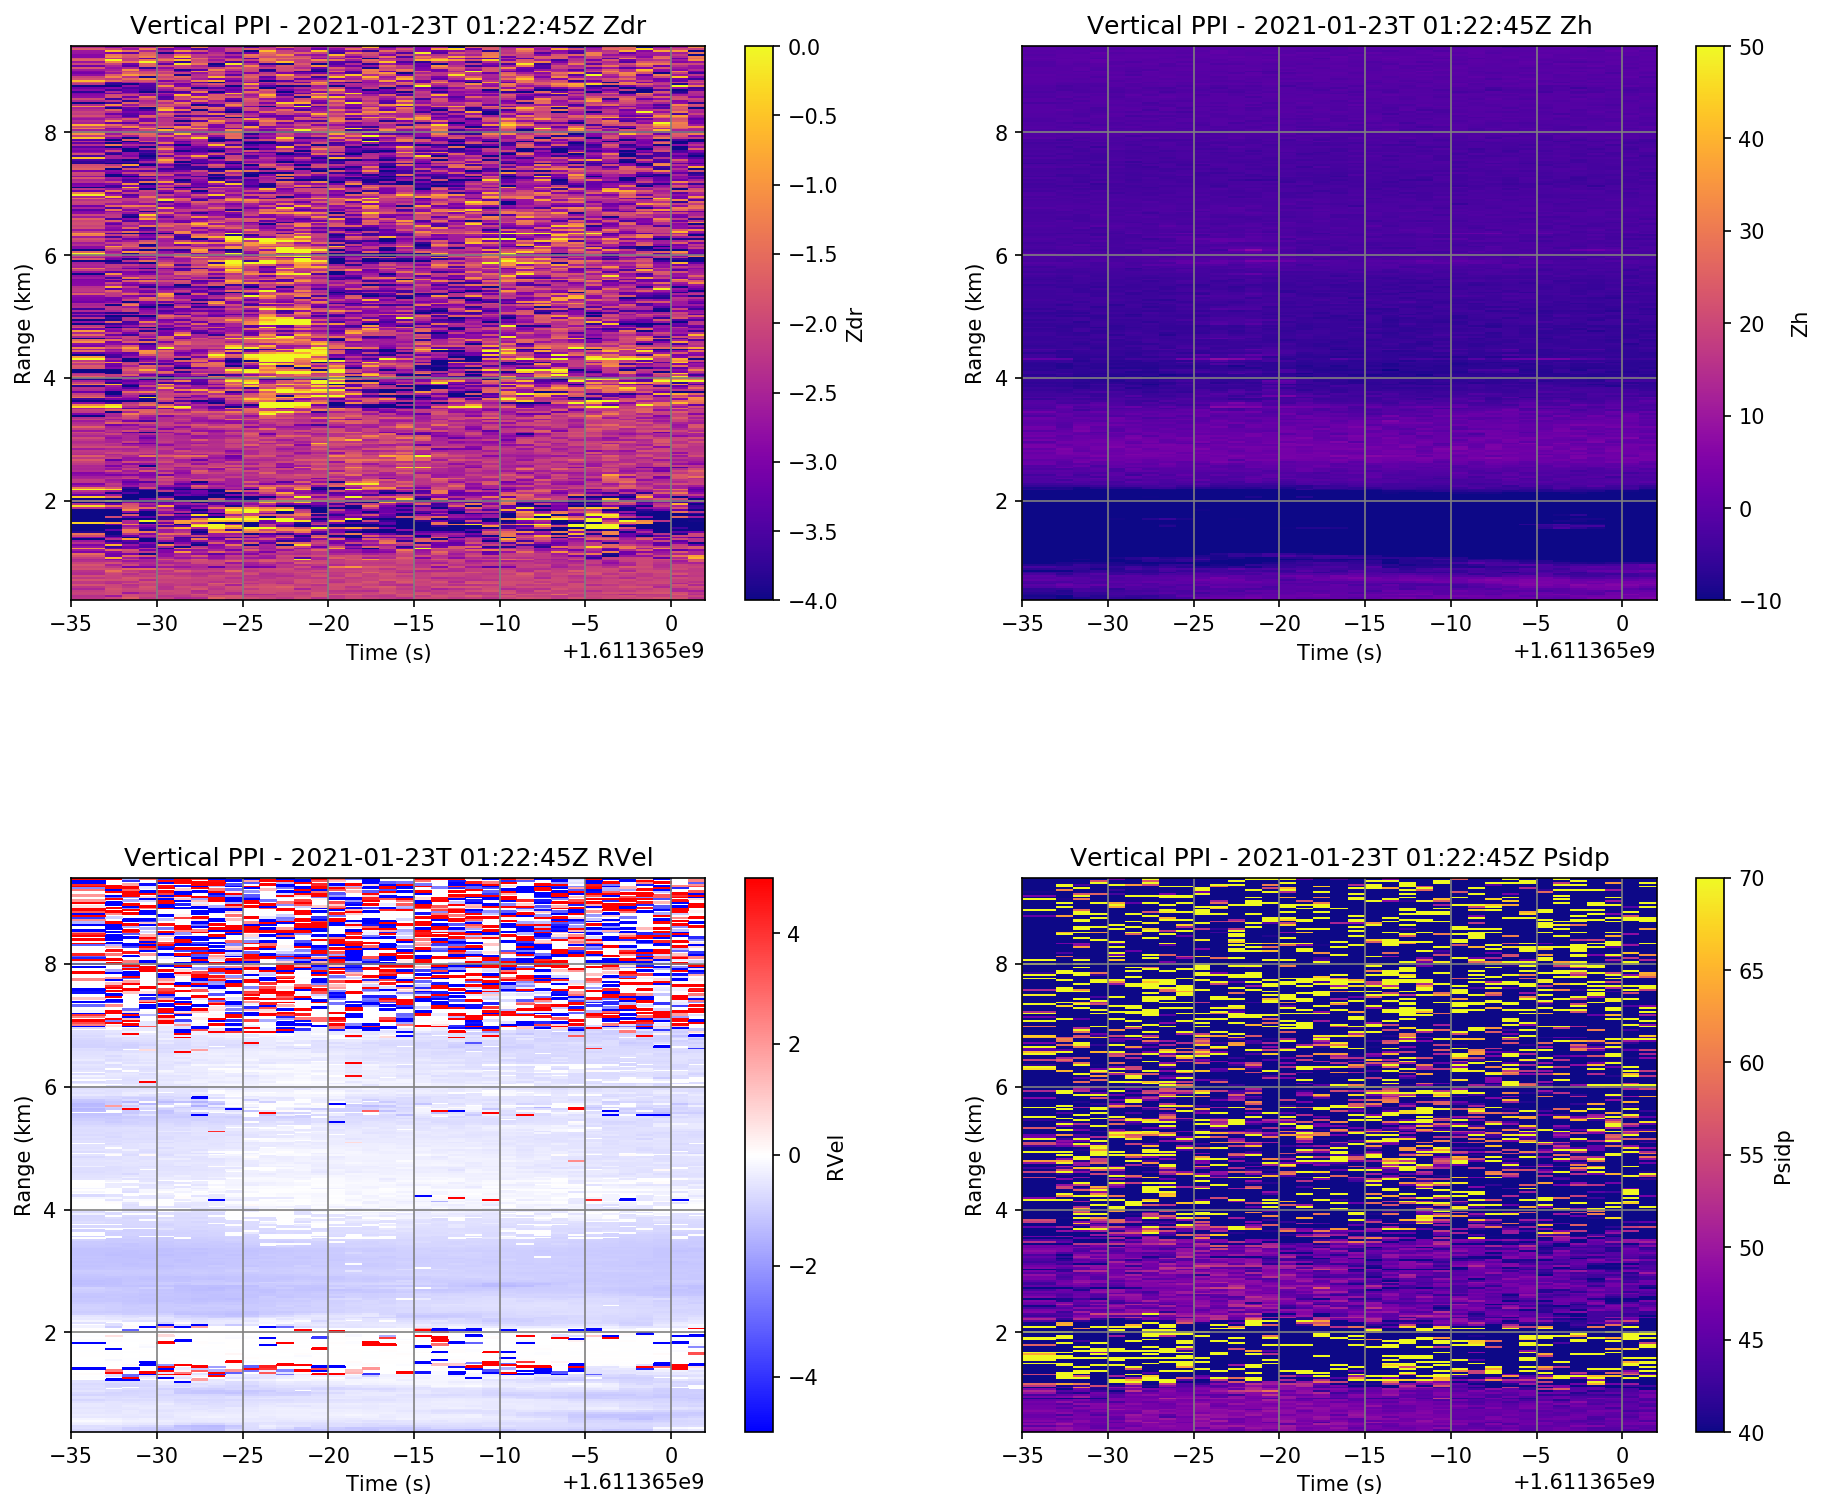 Vertical PPI - 2021-01-23T 01:22:45Z Zdr
Range (km)
8
6
4
2
−35 −30 −25 −20 −15 −10 −5 0
Time (s)
+1.611365e9
0.0
−0.5
−1.0
−1.5
−2.0
−2.5
−3.0
−3.5
−4.0
Zdr
Vertical PPI - 2021-01-23T 01:22:45Z Zh
Range (km)
8
6
4
2
−35 −30 −25 −20 −15 −10 −5 0
Time (s)
+1.611365e9
50
40
30
20
10
0
−10
Zh
Vertical PPI - 2021-01-23T 01:22:45Z RVel
Range (km)
8
6
4
2
−35 −30 −25 −20 −15 −10 −5 0
Time (s)
+1.611365e9
4
2
0
−2
−4
RVel
Vertical PPI - 2021-01-23T 01:22:45Z Psidp
Range (km)
8
6
4
2
−35 −30 −25 −20 −15 −10 −5 0
Time (s)
+1.611365e9
70
65
60
55
50
45
40
Psidp